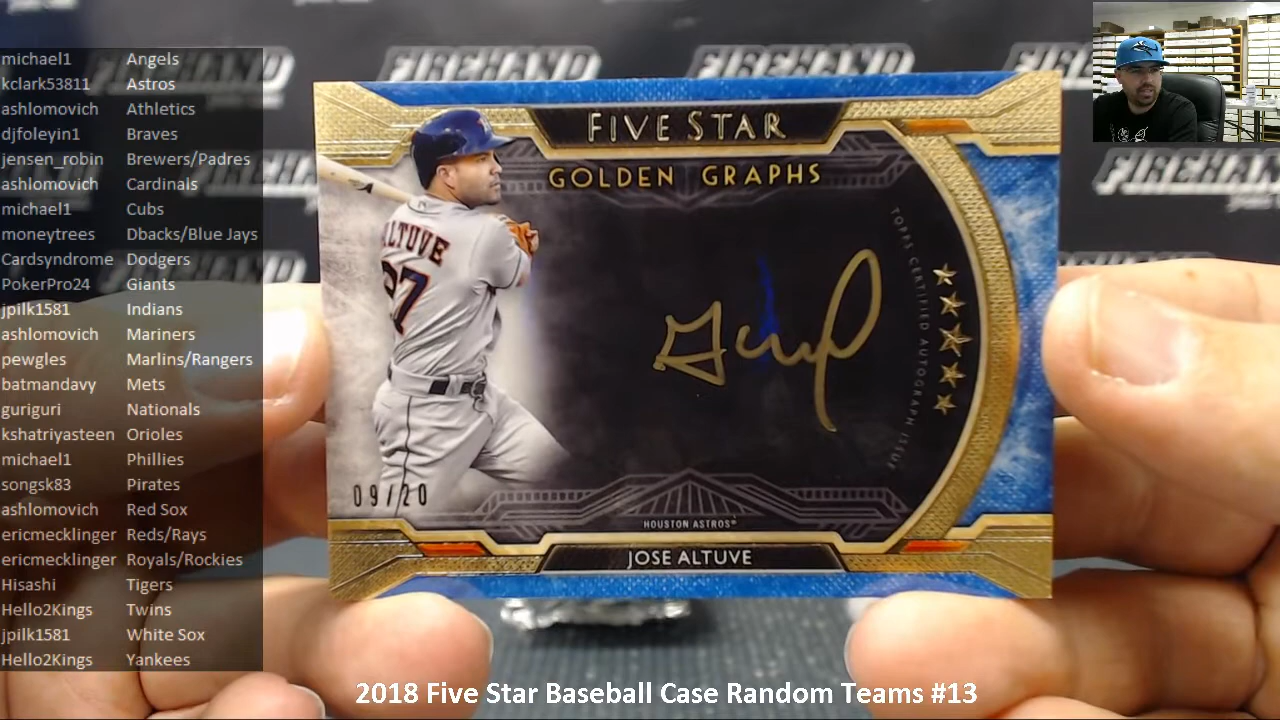 michael1 Angels
kclark53811 Astros
ashlomovich Athletics
djfoleyin1 Braves
jensen_robin Brewers/Padres
ashlomovich Cardinals
michael1 Cubs
moneytrees Dbacks/Blue Jays
Cardsyndrome Dodgers
PokerPro24 Giants
jpilk1581 Indians
ashlomovich Mariners
pewgles Marlins/Rangers
batmandavy Mets
guriguri Nationals
kshatriyasteen Orioles
michael1 Phillies
songsk83 Pirates
ashlomovich Red Sox
ericmecklinger Reds/Rays
ericmecklinger Royals/Rockies
Hisashi Tigers
Hello2Kings Twins
jpilk1581 White Sox
Hello2Kings Yankees
FIREHAND
FIREHAND
FIREHAND
FIREHAND
FIVE STAR
GOLDEN GRAPHS
ALTUVE
27
TOPPS CERTIFIED AUTOGRAPH ISSUE
09/20
HOUSTON ASTROS
JOSE ALTUVE
2018 Five Star Baseball Case Random Teams #13